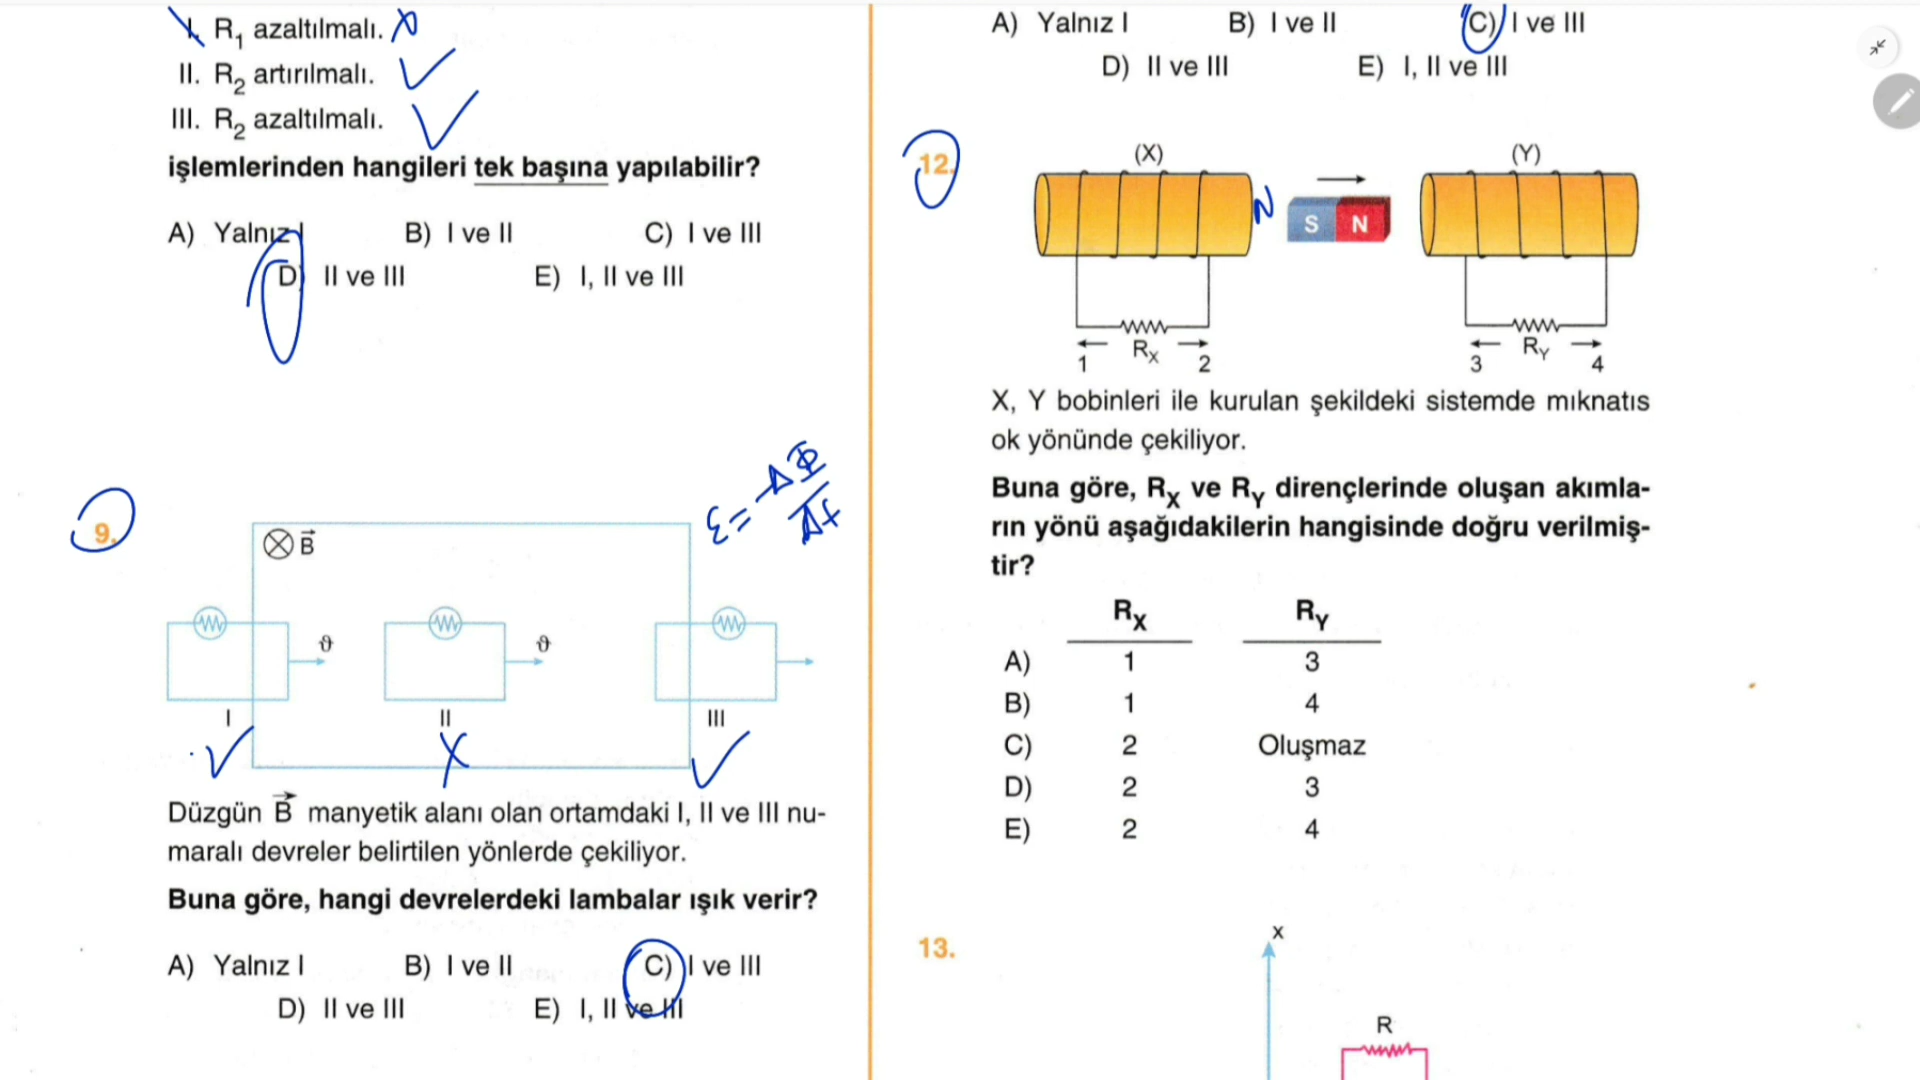 I. R1 azaltılmalı. X
II. R2 artırılmalı.
III. R2 azaltılmalı.
işlemlerinden hangileri tek başına yapılabilir?
A) Yalnız I B) I ve II C) I ve III
D) II ve III E) I, II ve III
9.
B
ε = -ΔΦ/Δt
ϑ
ϑ
I II III
X
Düzgün B manyetik alanı olan ortamdaki I, II ve III nu-
maralı devreler belirtilen yönlerde çekiliyor.
Buna göre, hangi devrelerdeki lambalar ışık verir?
A) Yalnız I B) I ve II C) I ve III
D) II ve III E) I, II ve III
A) Yalnız I B) I ve II C) I ve III
D) II ve III E) I, II ve III
12.
(X) (Y)
N S N
RX RY
1 2 3 4
X, Y bobinleri ile kurulan şekildeki sistemde mıknatıs
ok yönünde çekiliyor.
Buna göre, RX ve RY dirençlerinde oluşan akımla-
rın yönü aşağıdakilerin hangisinde doğru verilmiş-
tir?
RX RY
A) 1 3
B) 1 4
C) 2 Oluşmaz
D) 2 3
E) 2 4
13.
x
R